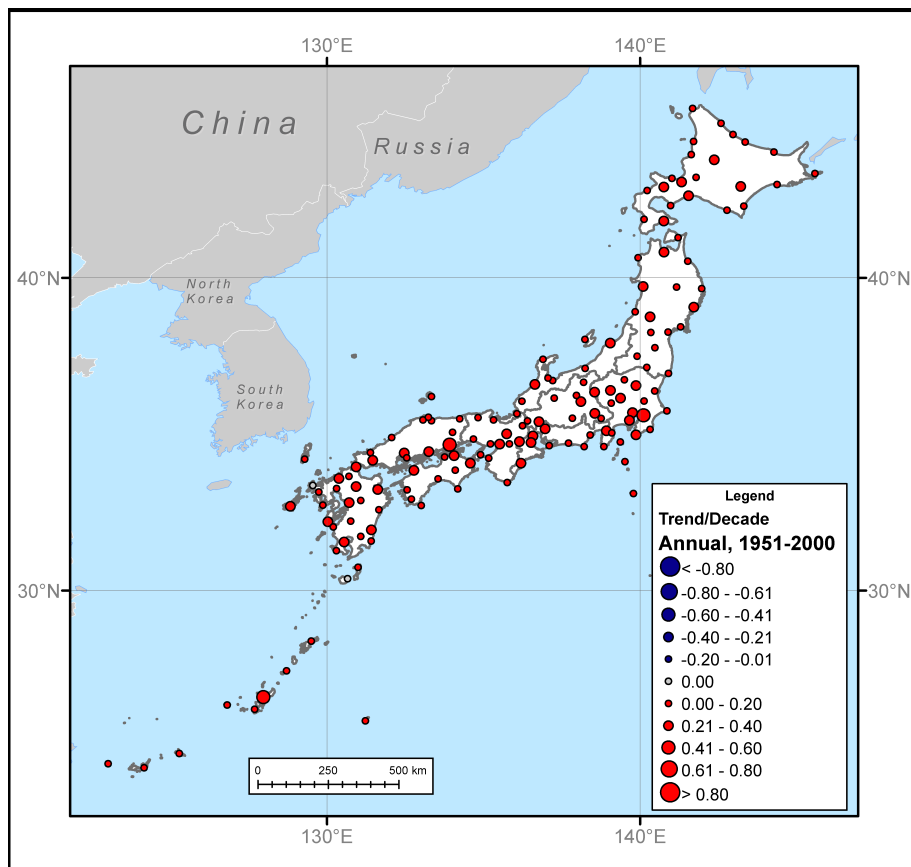 130°E 140°E
China
Russia
40°N 40°N
North
Korea
South
Korea
Legend
Trend/Decade
Annual, 1951-2000
< -0.80
-0.80 - -0.61
-0.60 - -0.41
-0.40 - -0.21
-0.20 - -0.01
0.00
0.00 - 0.20
0.21 - 0.40
0.41 - 0.60
0.61 - 0.80
> 0.80
30°N 30°N
0 250 500 km
130°E 140°E